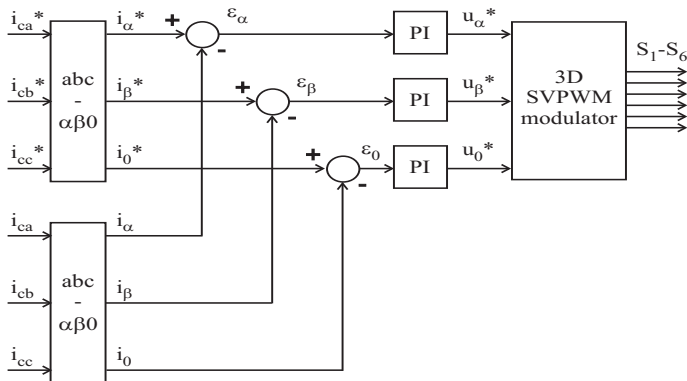 i_ca* i_α* + ε_α PI u_α*
-
S_1-S_6
abc
-
αβ0
i_cb* i_β* + ε_β PI u_β*
-
3D
SVPWM
modulator
i_cc* i_0* + ε_0 PI u_0*
-
i_ca i_α
abc
-
αβ0
i_cb i_β
i_cc i_0